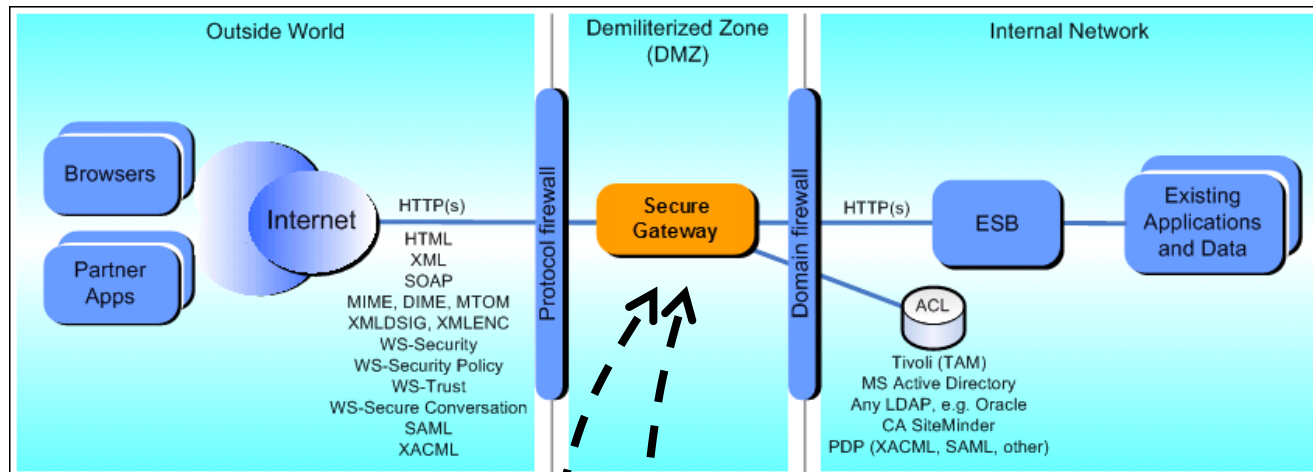 Outside World
Demiliterized Zone
(DMZ)
Internal Network
Browsers
Partner
Apps
Internet
HTTP(s)
HTML
XML
SOAP
MIME, DIME, MTOM
XMLDSIG, XMLENC
WS-Security
WS-Security Policy
WS-Trust
WS-Secure Conversation
SAML
XACML
Protocol firewall
Secure
Gateway
Domain firewall
HTTP(s)
ESB
Existing
Applications
and Data
ACL
Tivoli (TAM)
MS Active Directory
Any LDAP, e.g. Oracle
CA SiteMinder
PDP (XACML, SAML, other)